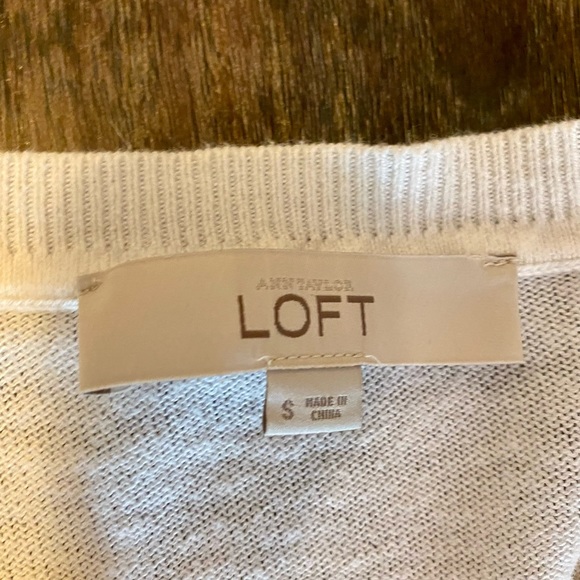 ANN TAYLOR
LOFT
S
MADE IN
CHINA